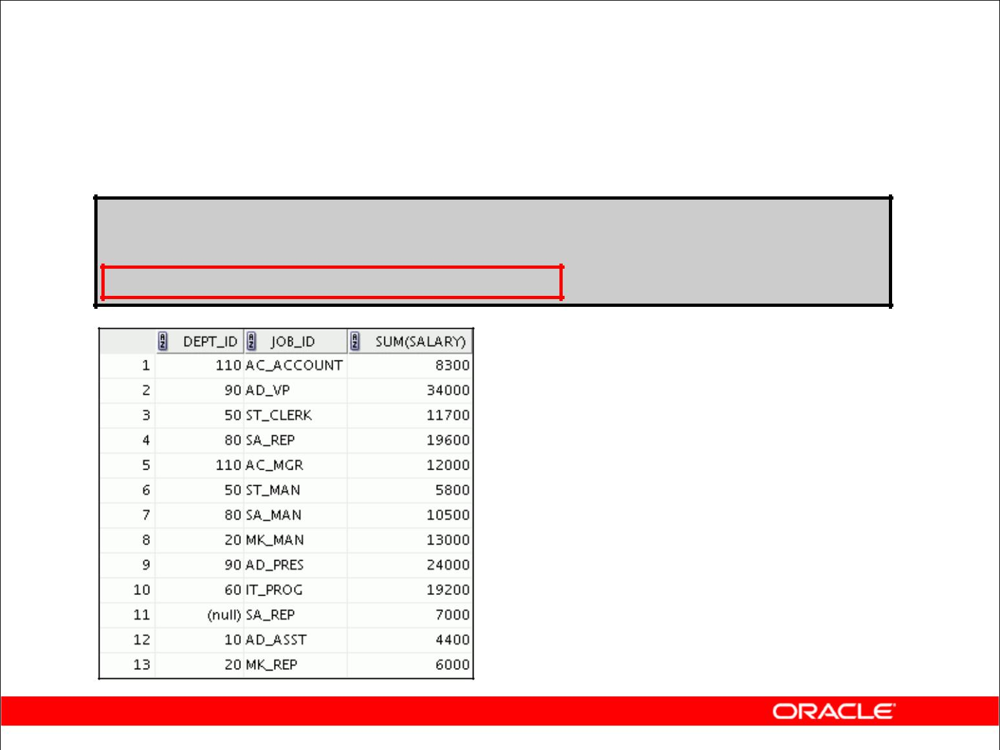 DEPT_ID JOB_ID SUM(SALARY)
1 110 AC_ACCOUNT 8300
2 90 AD_VP 34000
3 50 ST_CLERK 11700
4 80 SA_REP 19600
5 110 AC_MGR 12000
6 50 ST_MAN 5800
7 80 SA_MAN 10500
8 20 MK_MAN 13000
9 90 AD_PRES 24000
10 60 IT_PROG 19200
11 (null) SA_REP 7000
12 10 AD_ASST 4400
13 20 MK_REP 6000
ORACLE